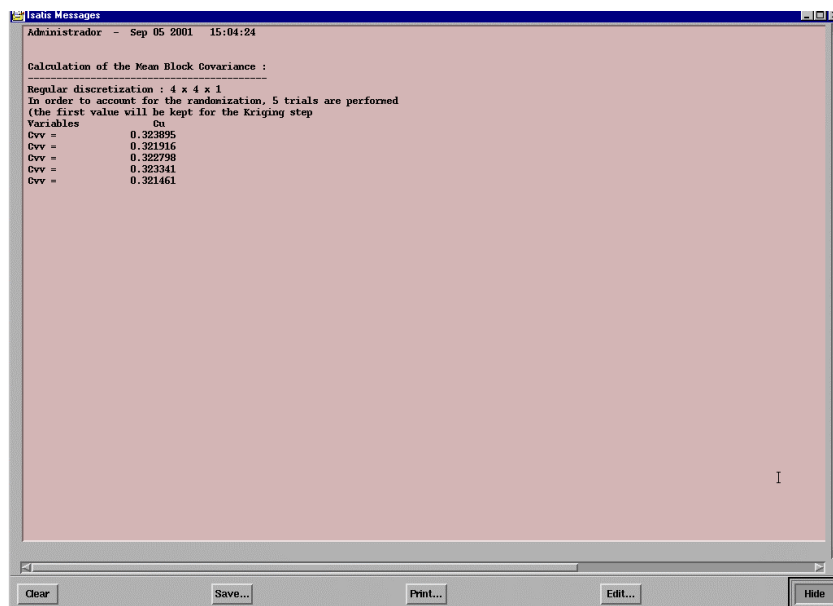 Isatis Messages
Administrador - Sep 05 2001 15:04:24
Calculation of the Mean Block Covariance :
----------------------------------------
Regular discretization : 4 x 4 x 1
In order to account for the randomization, 5 trials are performed
(the first value will be kept for the Kriging step
Variables Cu
Cvv = 0.323895
Cvv = 0.321916
Cvv = 0.322798
Cvv = 0.323341
Cvv = 0.321461
Clear Save... Print... Edit... Hide